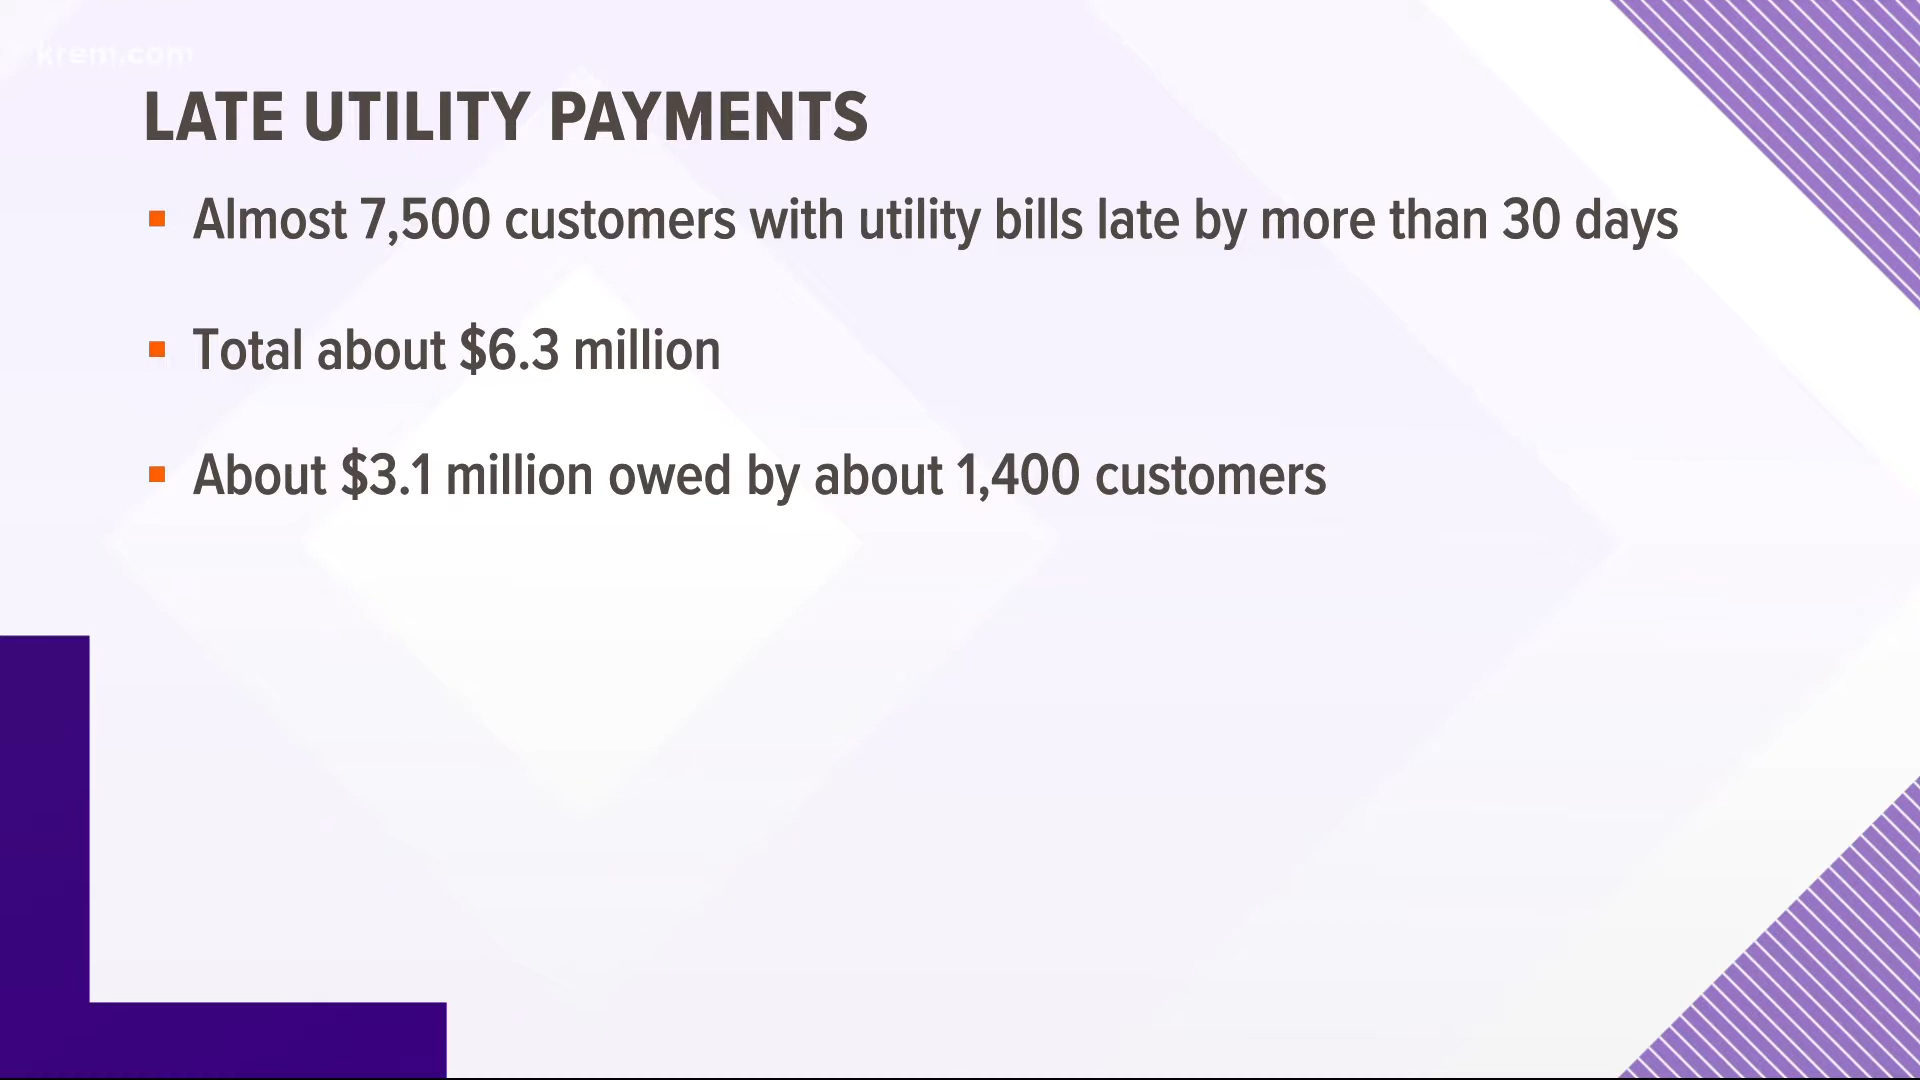 krem.com
LATE UTILITY PAYMENTS
Almost 7,500 customers with utility bills late by more than 30 days
Total about $6.3 million
About $3.1 million owed by about 1,400 customers